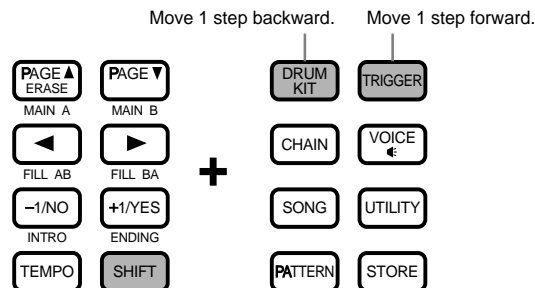 Move 1 step backward. Move 1 step forward.
PAGE▲ PAGE▼ DRUM TRIGGER
ERASE KIT
MAIN A MAIN B
◀ ▶ CHAIN VOICE
FILL AB FILL BA
+
−1/NO +1/YES SONG UTILITY
INTRO ENDING
TEMPO SHIFT PATTERN STORE